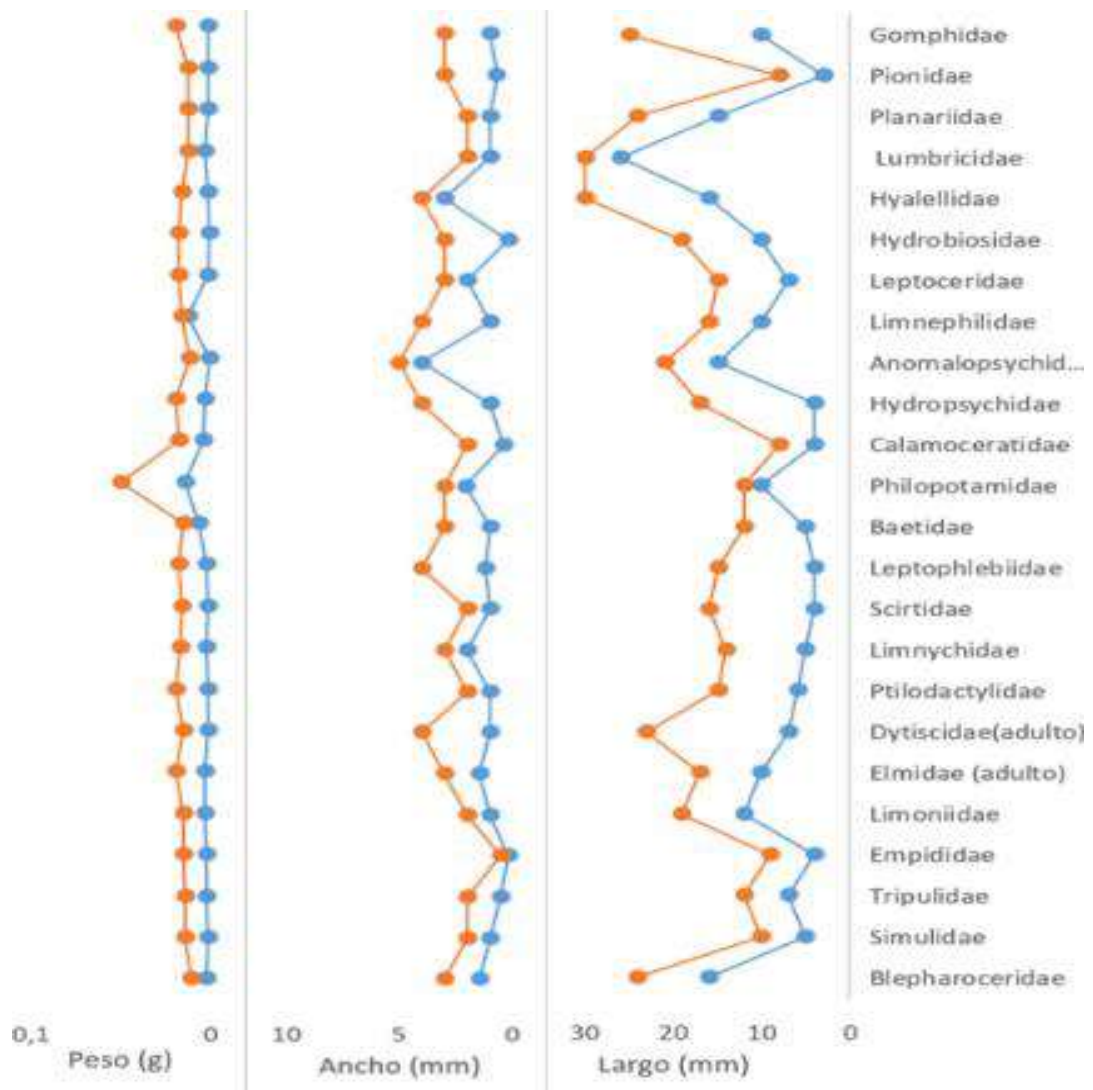 Gomphidae
Pionidae
Planariidae
Lumbricidae
Hyalellidae
Hydrobiosidae
Leptoceridae
Limnephilidae
Anomalopsychid...
Hydropsychidae
Calamoceratidae
Philopotamidae
Baetidae
Leptophlebiidae
Scirtidae
Limnychidae
Ptilodactylidae
Dytiscidae(adulto)
Elmidae (adulto)
Limoniidae
Empididae
Tripulidae
Simulidae
Blepharoceridae
0,1 0 10 5 0 30 20 10 0
Peso (g) Ancho (mm) Largo (mm)